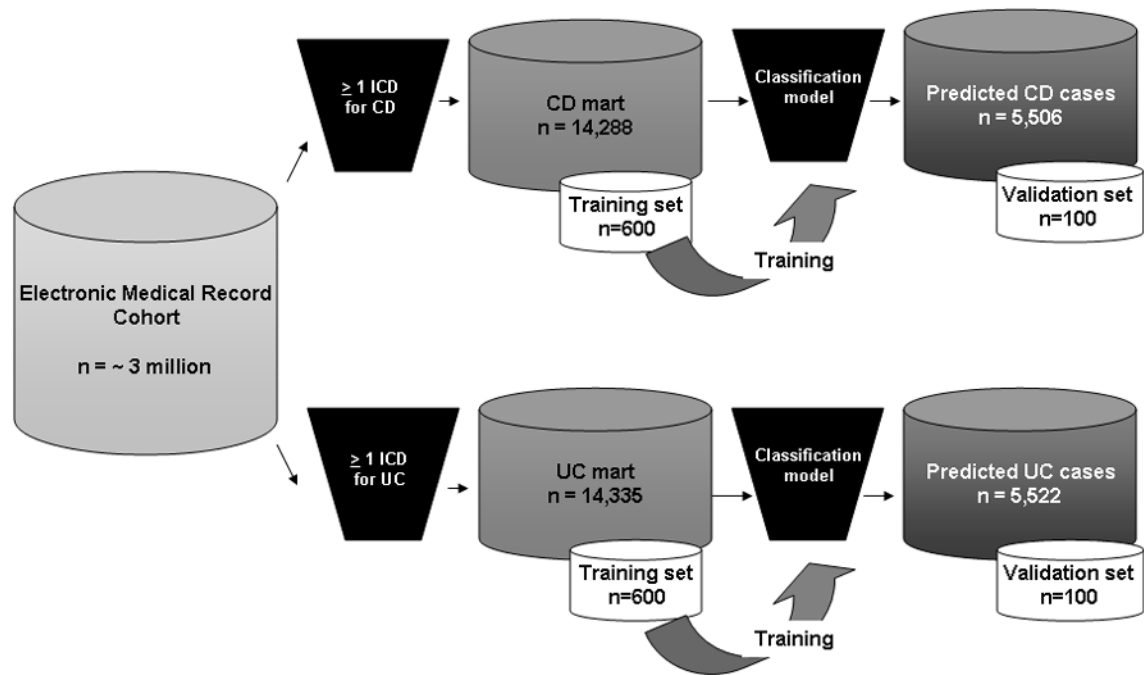 ≥ 1 ICD
for CD
CD mart
n = 14,288
Training set
n=600
Classification
model
Training
Predicted CD cases
n = 5,506
Validation set
n=100
Electronic Medical Record
Cohort
n = ~ 3 million
≥ 1 ICD
for UC
UC mart
n = 14,335
Training set
n=600
Classification
model
Training
Predicted UC cases
n = 5,522
Validation set
n=100